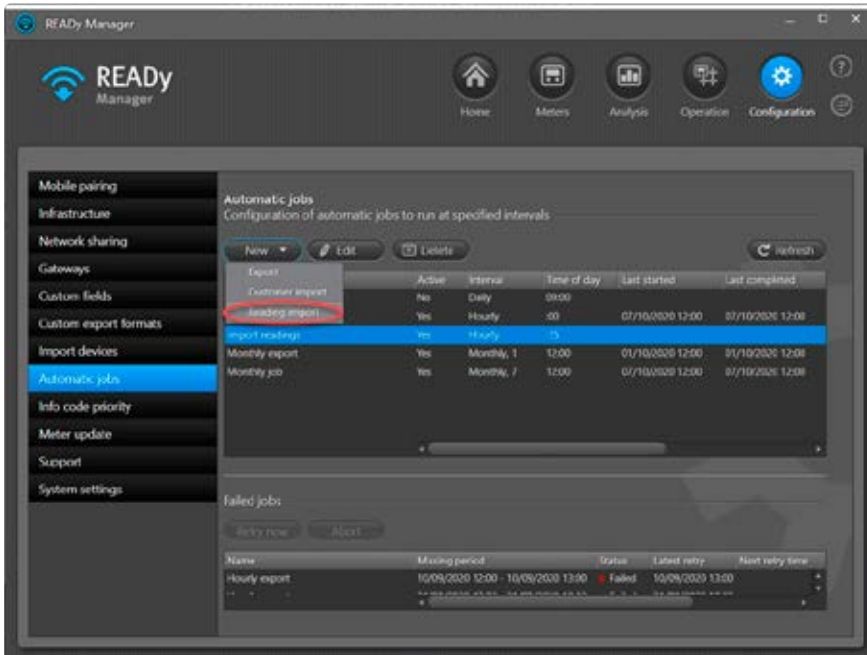 READy Manager
READy
Manager
Home
Meters
Analysis
Operation
Configuration
Mobile pairing
Infrastructure
Network sharing
Gateways
Custom fields
Custom export formats
Import devices
Automatic jobs
Info code priority
Meter update
Support
System settings
Automatic jobs
Configuration of automatic jobs to run at specified intervals
New Edit Delete Refresh
Export
Customer import
Reading import
Active Interval Time of day Last started Last completed
No Daily 09:00
Yes Hourly :00 07/10/2020 12:00 07/10/2020 12:00
Import readings Yes Hourly :15
Monthly export Yes Monthly, 1 12:00 01/10/2020 12:00 01/10/2020 12:00
Monthly job Yes Monthly, 7 12:00 07/10/2020 12:00 07/10/2020 12:00
Failed jobs
Retry now Abort
Name Missing period Status Latest retry Next retry time
Hourly export 10/09/2020 12:00 - 10/09/2020 13:00 Failed 10/09/2020 13:00